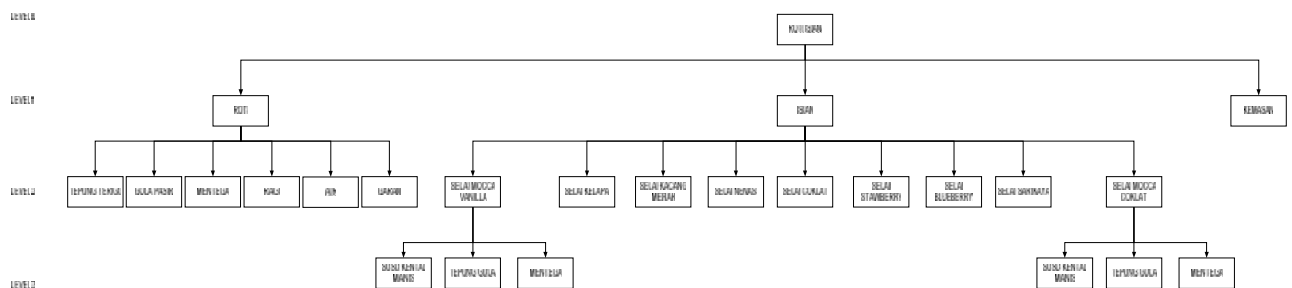 LEVEL 0
ROTI ISIAN
LEVEL 1
ROTI
ISIAN
KEMASAN
LEVEL 2
TEPUNG TERIGU
GULA PASIR
MENTEGA
RAGI
AIR
GARAM
SELAI MOCCA
VANILLA
SELAI KELAPA
SELAI KACANG
MERAH
SELAI NENAS
SELAI COKLAT
SELAI
STAWBERRY
SELAI
BLUEBERRY
SELAI SARIKAYA
SELAI MOCCA
COKLAT
SUSU KENTAL
MANIS
TEPUNG GULA
MENTEGA
SUSU KENTAL
MANIS
TEPUNG GULA
MENTEGA
LEVEL 3